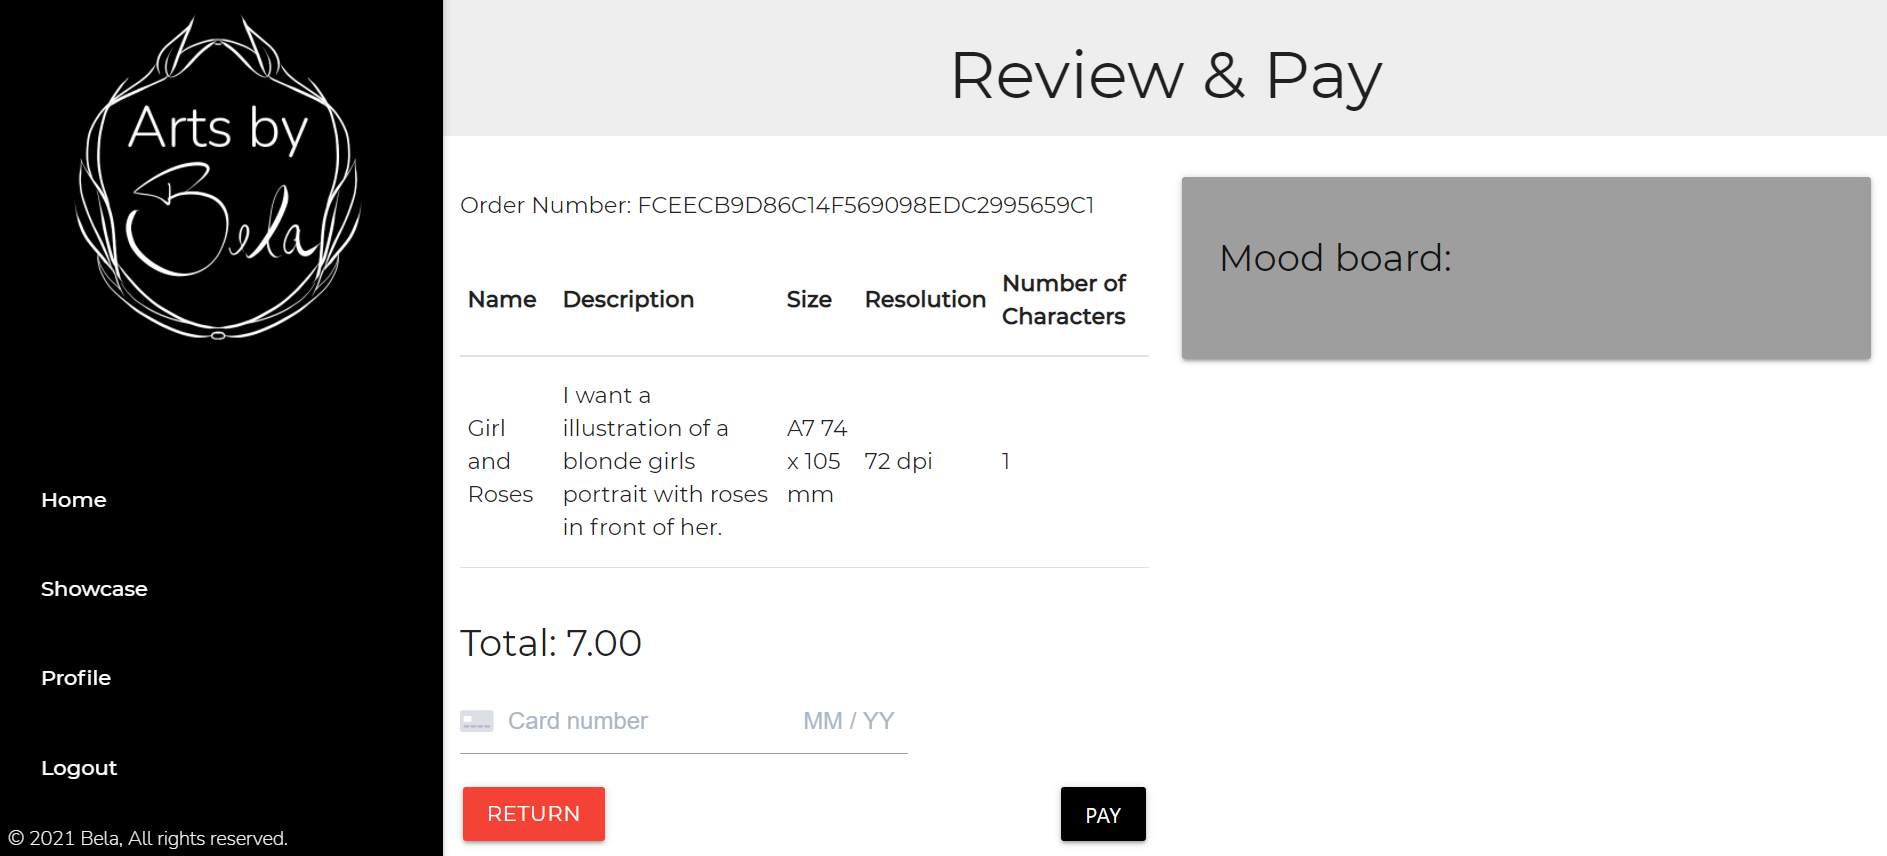 Arts by
Bela
Home
Showcase
Profile
Logout
© 2021 Bela, All rights reserved.
Review & Pay
Order Number: FCEECB9D86C14F569098EDC2995659C1
Name Description Size Resolution Number of
Characters
Girl
and
Roses
I want a
illustration of a
blonde girls
portrait with roses
in front of her.
A7 74
x 105
mm
72 dpi
1
Total: 7.00
Card number MM / YY
RETURN
PAY
Mood board: